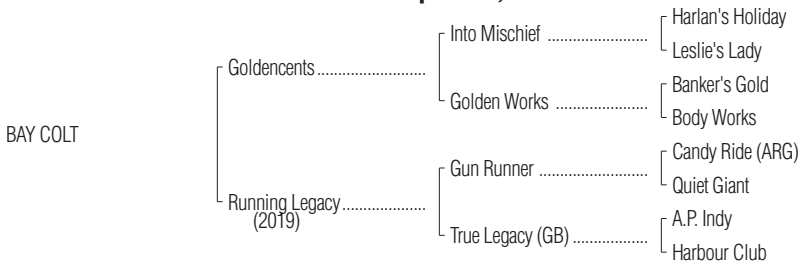 Harlan's Holiday
Into Mischief ........................
Leslie's Lady
Goldencents..........................
Banker's Gold
Golden Works ......................
Body Works
BAY COLT
Candy Ride (ARG)
Gun Runner ..........................
Quiet Giant
Running Legacy....................
(2019)
A.P. Indy
True Legacy (GB) ..................
Harbour Club